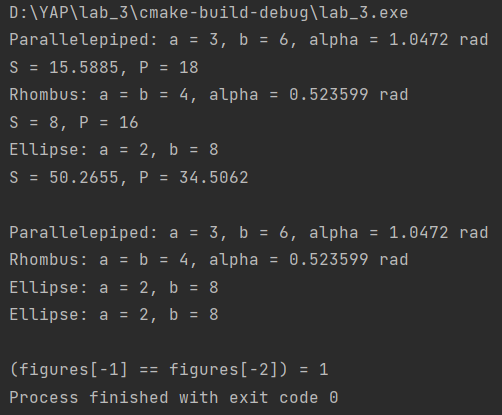 D:\YAP\lab_3\cmake-build-debug\lab_3.exe
Parallelepiped: a = 3, b = 6, alpha = 1.0472 rad
S = 15.5885, P = 18
Rhombus: a = b = 4, alpha = 0.523599 rad
S = 8, P = 16
Ellipse: a = 2, b = 8
S = 50.2655, P = 34.5062
Parallelepiped: a = 3, b = 6, alpha = 1.0472 rad
Rhombus: a = b = 4, alpha = 0.523599 rad
Ellipse: a = 2, b = 8
Ellipse: a = 2, b = 8
(figures[-1] == figures[-2]) = 1
Process finished with exit code 0